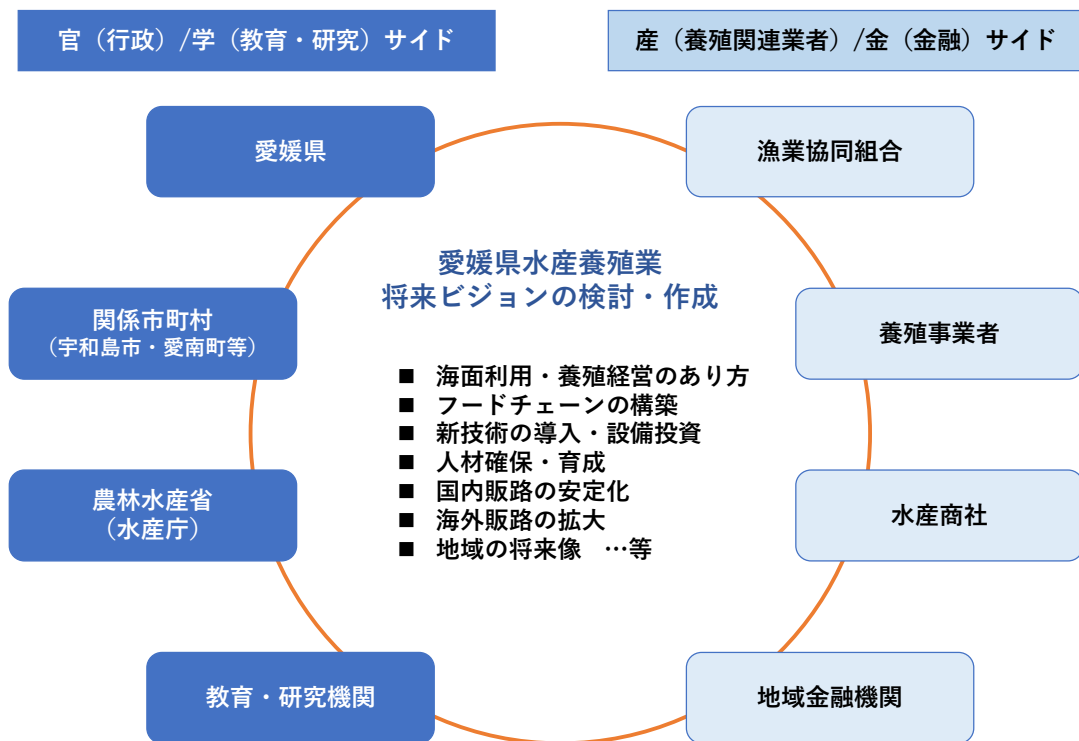 官（行政）/学（教育・研究）サイド
産（養殖関連業者）/金（金融）サイド
愛媛県
漁業協同組合
愛媛県水産養殖業
将来ビジョンの検討・作成
関係市町村
（宇和島市・愛南町等）
養殖事業者
■ 海面利用・養殖経営のあり方
■ フードチェーンの構築
■ 新技術の導入・設備投資
■ 人材確保・育成
■ 国内販路の安定化
■ 海外販路の拡大
■ 地域の将来像　…等
農林水産省
（水産庁）
水産商社
教育・研究機関
地域金融機関